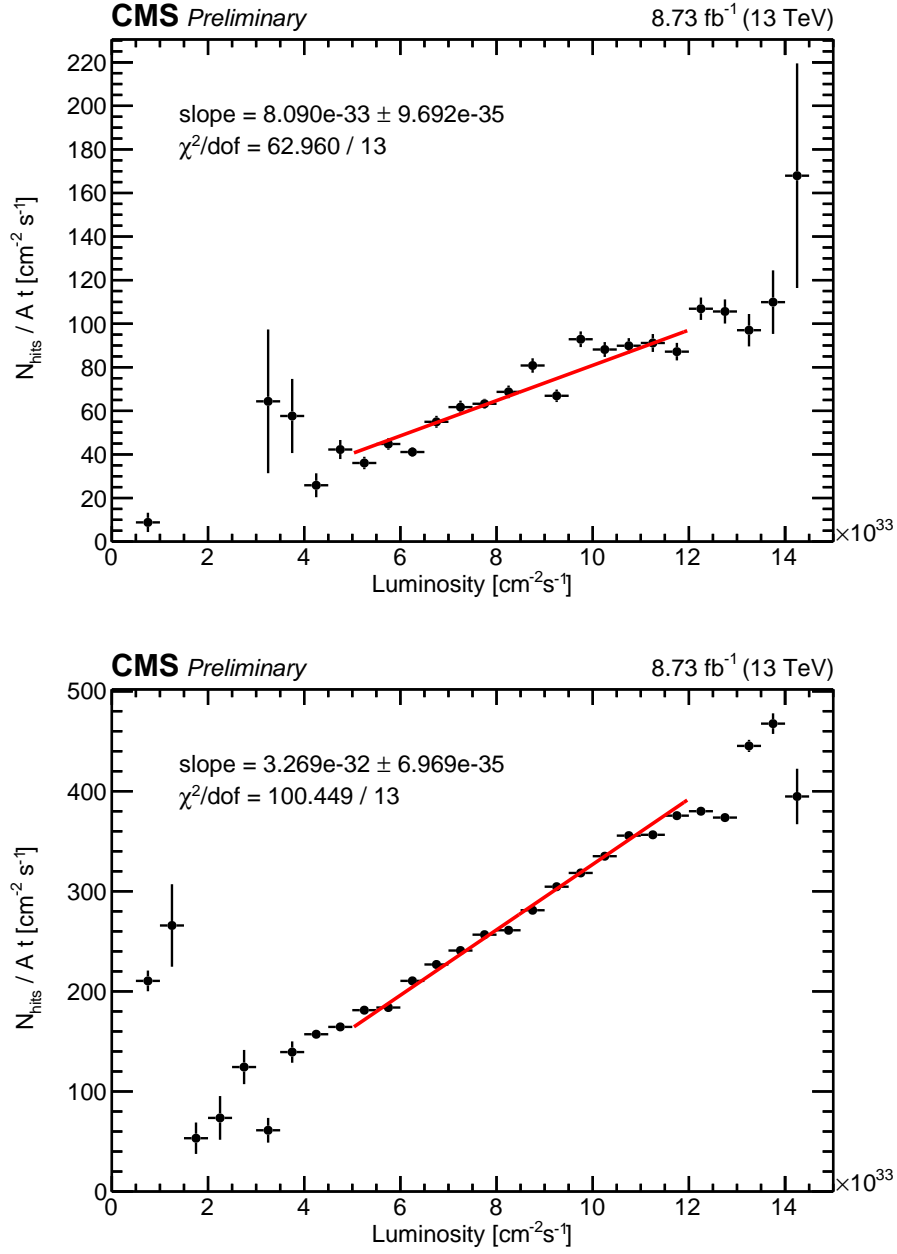 CMS Preliminary 8.73 fb⁻¹ (13 TeV)
slope = 8.090e-33 ± 9.692e-35
χ²/dof = 62.960 / 13
N_hits / A t [cm⁻² s⁻¹]
220
200
180
160
140
120
100
80
60
40
20
0
0 2 4 6 8 10 12 14
×10³³
Luminosity [cm⁻²s⁻¹]
CMS Preliminary 8.73 fb⁻¹ (13 TeV)
slope = 3.269e-32 ± 6.969e-35
χ²/dof = 100.449 / 13
N_hits / A t [cm⁻² s⁻¹]
500
400
300
200
100
0
0 2 4 6 8 10 12 14
×10³³
Luminosity [cm⁻²s⁻¹]